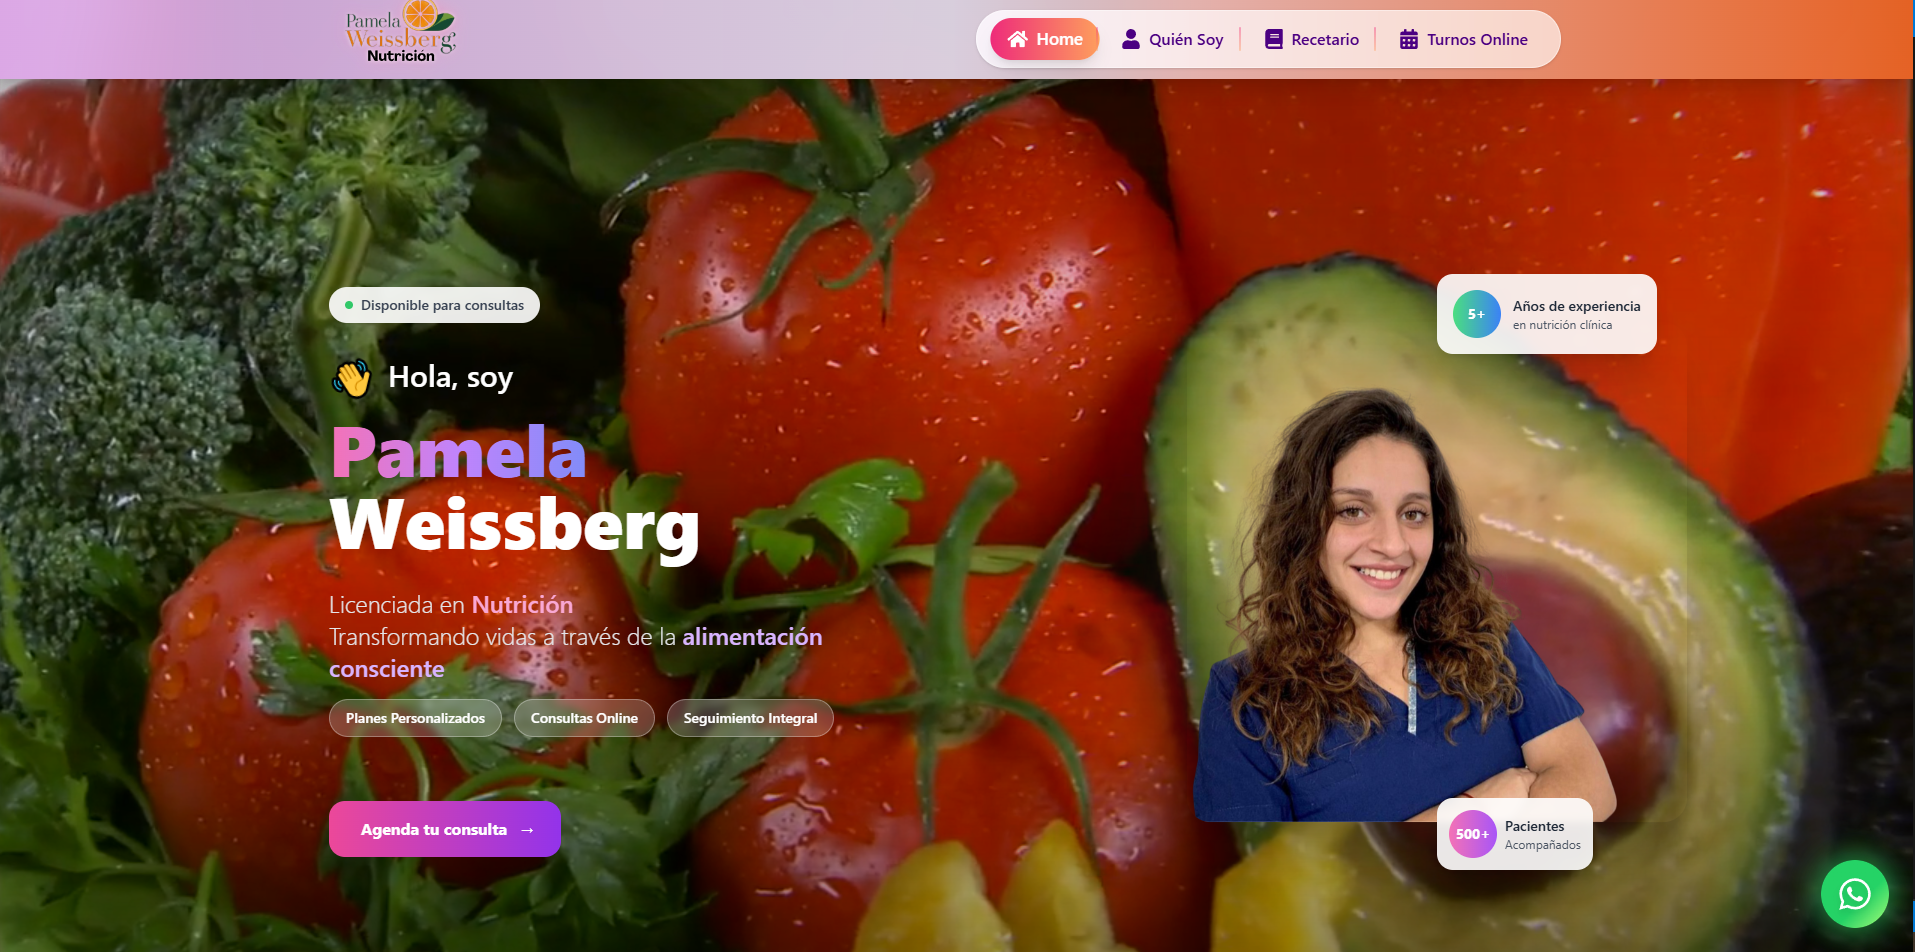 Pamela
Weissberg
Nutrición
Home
Quién Soy
Recetario
Turnos Online
Disponible para consultas
5+
Años de experiencia
en nutrición clínica
👋 Hola, soy
Pamela
Weissberg
Licenciada en Nutrición
Transformando vidas a través de la alimentación
consciente
Planes Personalizados
Consultas Online
Seguimiento Integral
Agenda tu consulta →
500+
Pacientes
Acompañados